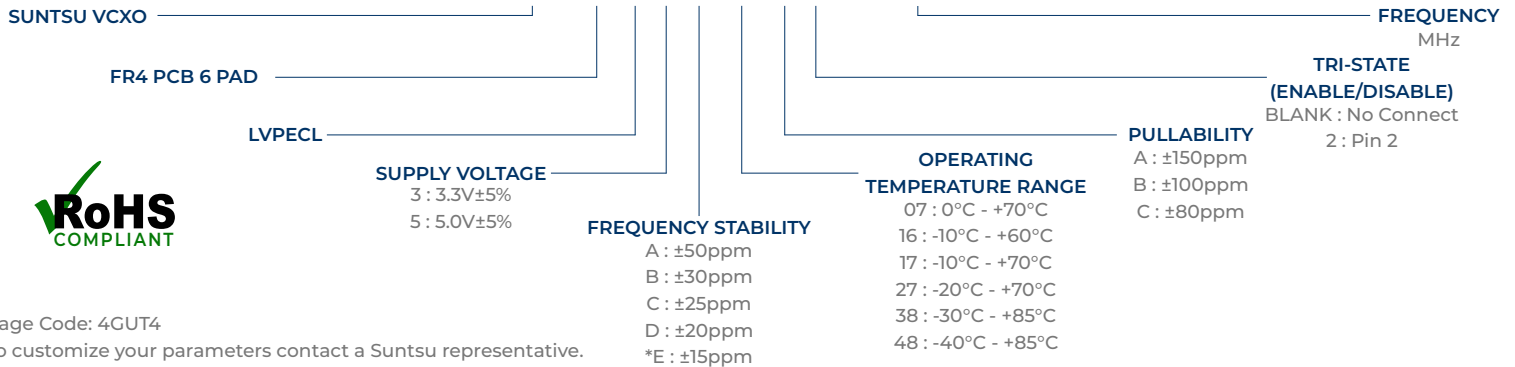 SUNTSU VCXO
FREQUENCY
MHz
FR4 PCB 6 PAD
TRI-STATE
(ENABLE/DISABLE)
BLANK : No Connect
2 : Pin 2
LVPECL
PULLABILITY
A : ±150ppm
B : ±100ppm
C : ±80ppm
SUPPLY VOLTAGE
3 : 3.3V±5%
5 : 5.0V±5%
OPERATING
TEMPERATURE RANGE
07 : 0°C - +70°C
16 : -10°C - +60°C
17 : -10°C - +70°C
27 : -20°C - +70°C
38 : -30°C - +85°C
48 : -40°C - +85°C
FREQUENCY STABILITY
A : ±50ppm
B : ±30ppm
C : ±25ppm
D : ±20ppm
*E : ±15ppm
RoHS
COMPLIANT
age Code: 4GUT4
o customize your parameters contact a Suntsu representative.